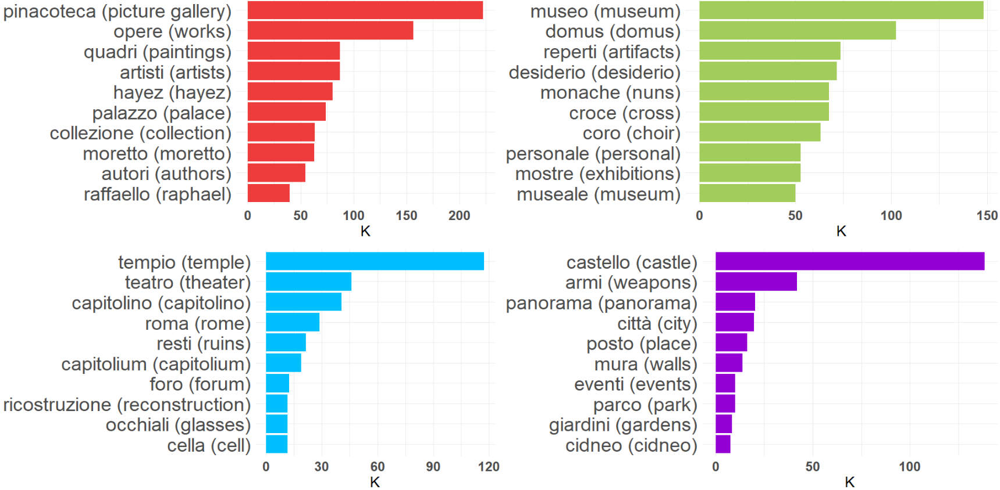 pinacoteca (picture gallery)
opere (works)
quadri (paintings)
artisti (artists)
hayez (hayez)
palazzo (palace)
collezione (collection)
moretto (moretto)
autori (authors)
raffaello (raphael)
0 50 100 150 200
K
museo (museum)
domus (domus)
reperti (artifacts)
desiderio (desiderio)
monache (nuns)
croce (cross)
coro (choir)
personale (personal)
mostre (exhibitions)
museale (museum)
0 50 100 150
K
tempio (temple)
teatro (theater)
capitolino (capitolino)
roma (rome)
resti (ruins)
capitolium (capitolium)
foro (forum)
ricostruzione (reconstruction)
occhiali (glasses)
cella (cell)
0 30 60 90 120
K
castello (castle)
armi (weapons)
panorama (panorama)
città (city)
posto (place)
mura (walls)
eventi (events)
parco (park)
giardini (gardens)
cidneo (cidneo)
0 50 100
K